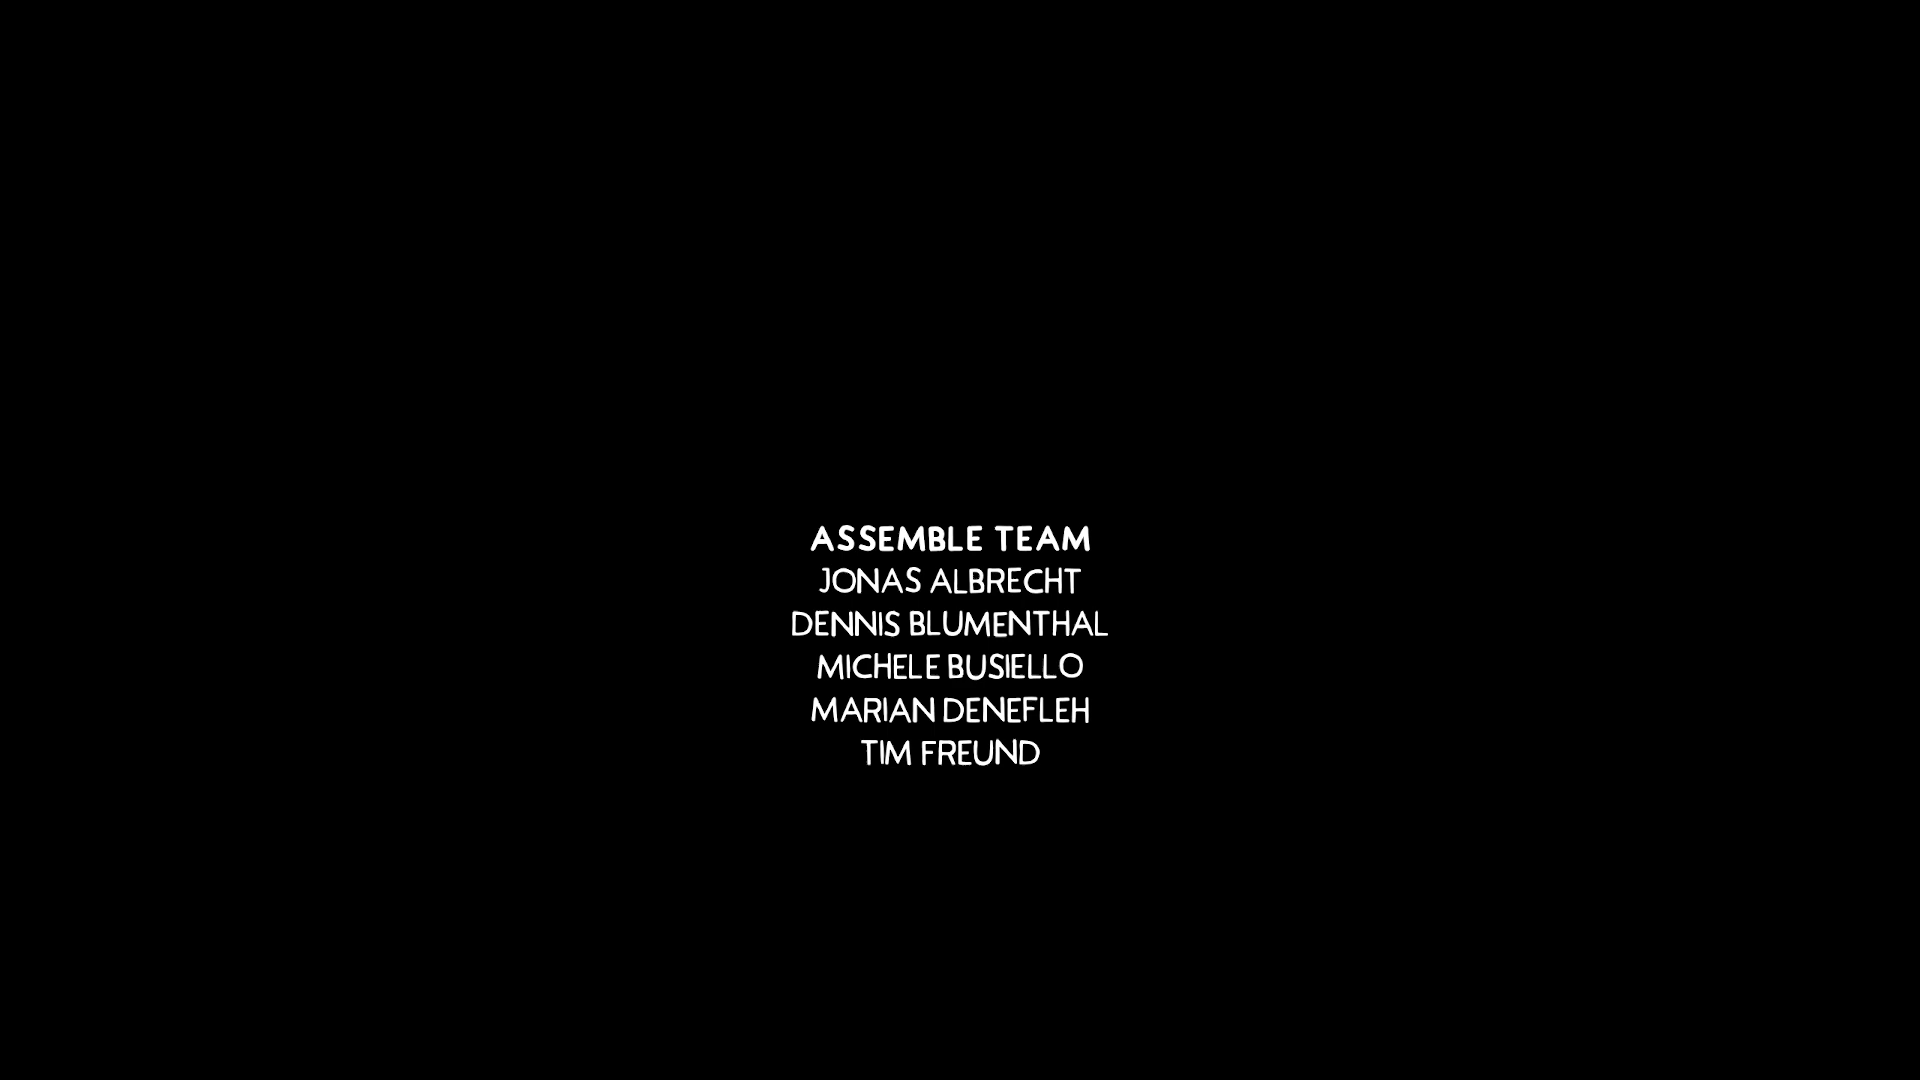 ASSEMBLE TEAM
JONAS ALBRECHT
DENNIS BLUMENTHAL
MICHELE BUSIELLO
MARIAN DENEFLEH
TIM FREUND